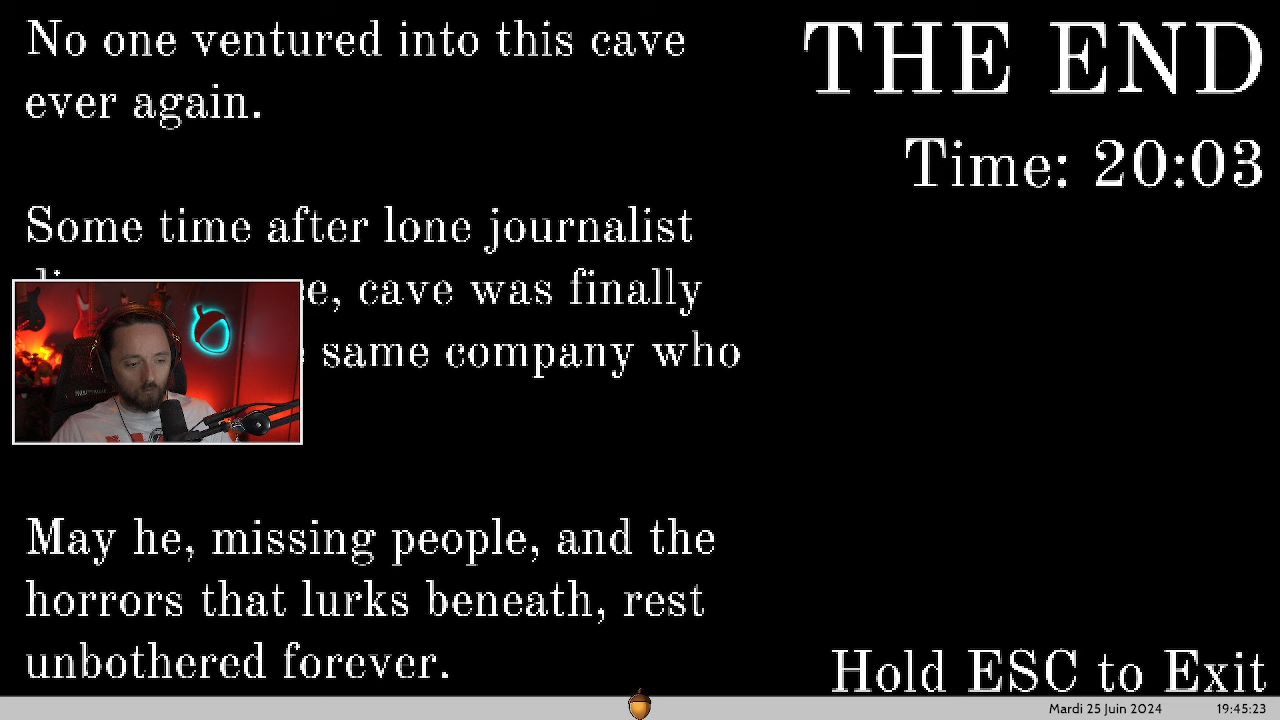 No one ventured into this cave
ever again.
Some time after lone journalist
cave was finally
same company who
May he, missing people, and the
horrors that lurks beneath, rest
unbothered forever.
THE END
Time: 20:03
Hold ESC to Exit
Mardi 25 Juin 2024
19:45:23